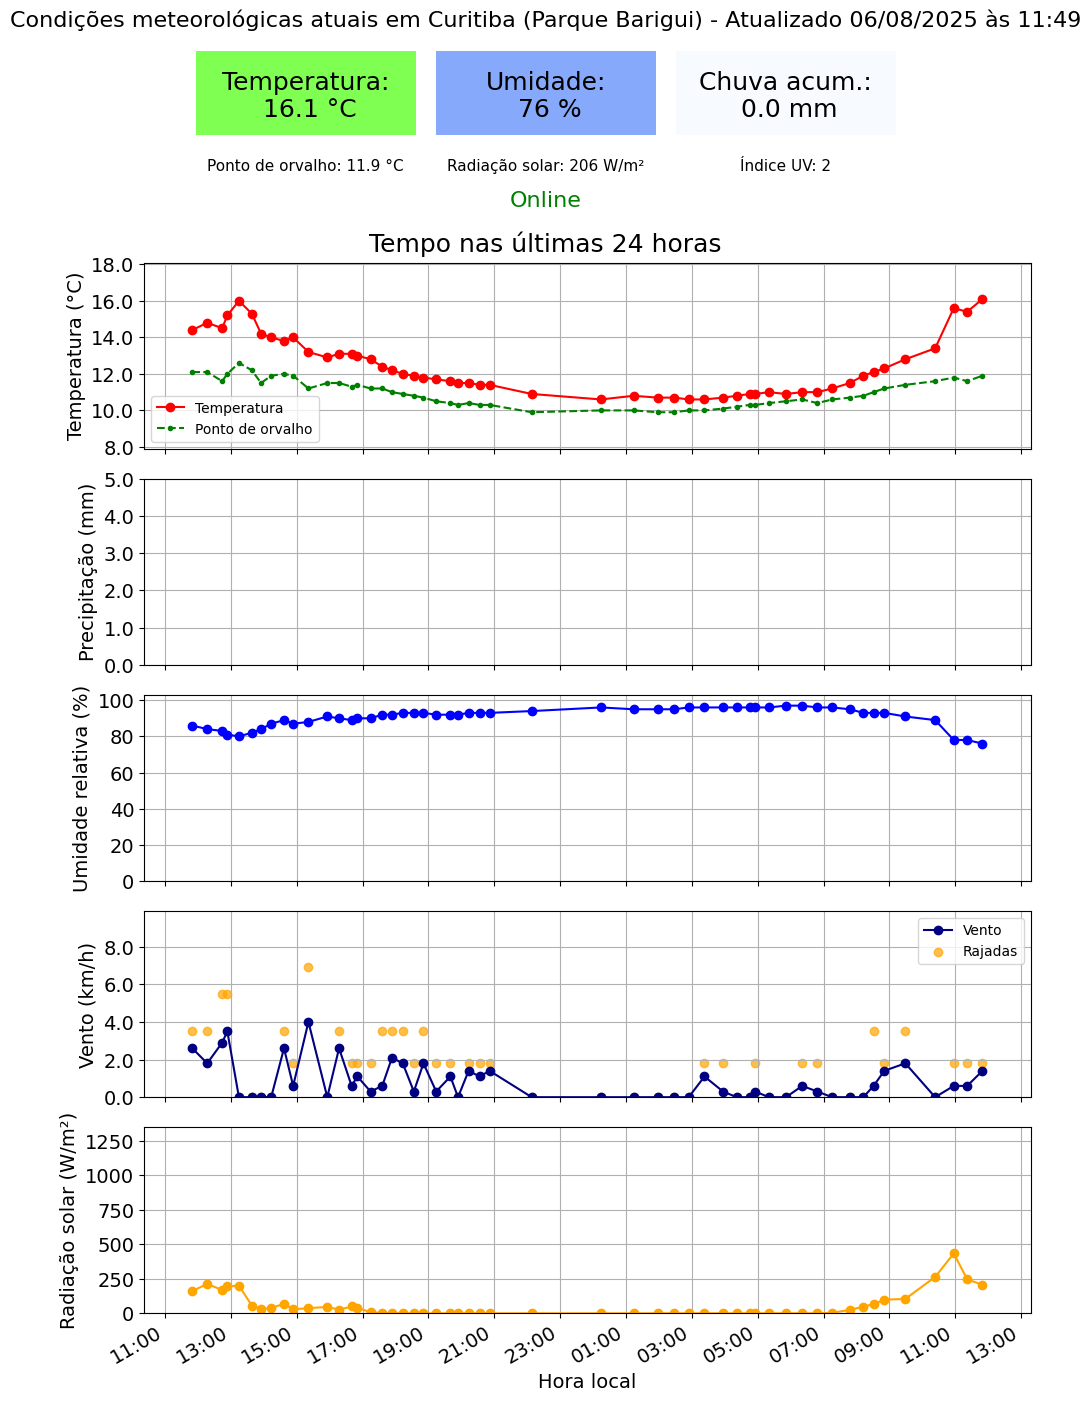 Condições meteorológicas atuais em Curitiba (Parque Barigui) - Atualizado 06/08/2025 às 11:49
Temperatura:
16.1 °C
Umidade:
76 %
Chuva acum.:
0.0 mm
Ponto de orvalho: 11.9 °C
Radiação solar: 206 W/m²
Índice UV: 2
Online
Tempo nas últimas 24 horas
Temperatura (°C)
18.0
16.0
14.0
12.0
10.0
8.0
Temperatura
Ponto de orvalho
Precipitação (mm)
5.0
4.0
3.0
2.0
1.0
0.0
Umidade relativa (%)
100
80
60
40
20
0
Vento (km/h)
8.0
6.0
4.0
2.0
0.0
Vento
Rajadas
Radiação solar (W/m²)
1250
1000
750
500
250
0
11:00
13:00
15:00
17:00
19:00
21:00
23:00
01:00
03:00
05:00
07:00
09:00
11:00
13:00
Hora local